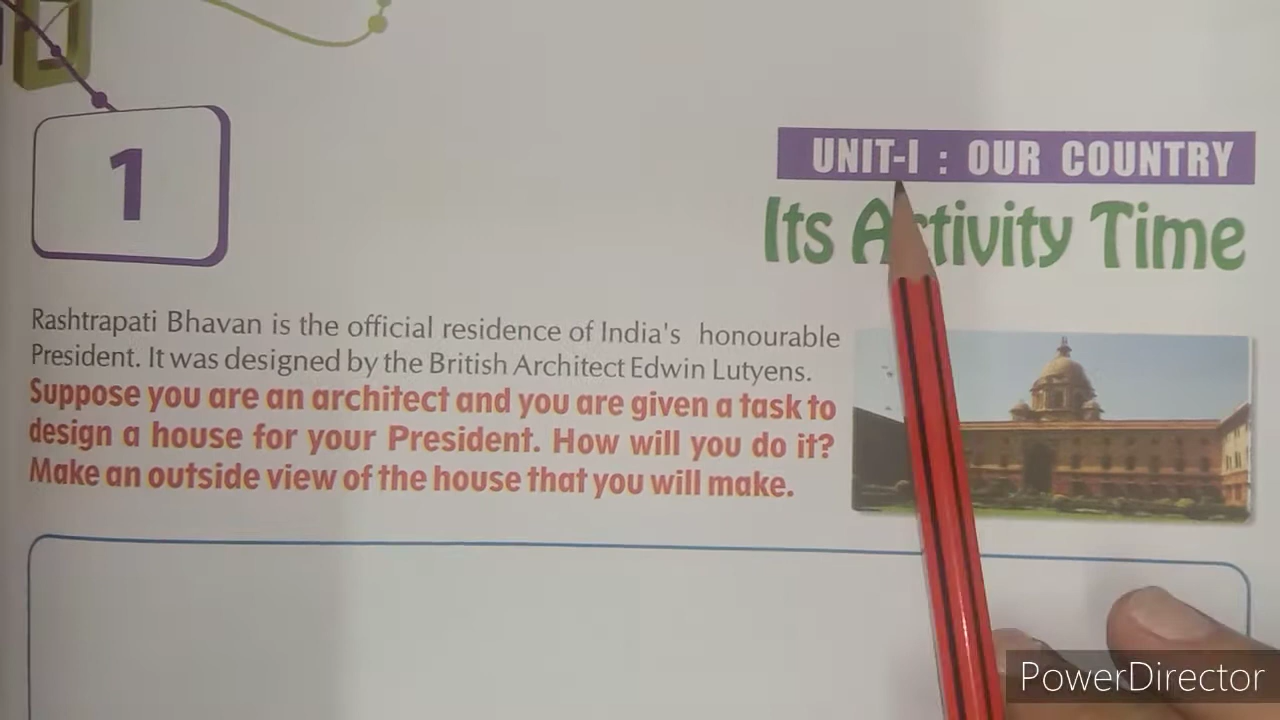 1
UNIT-I : OUR COUNTRY
Its Activity Time
Rashtrapati Bhavan is the official residence of India's honourable
President. It was designed by the British Architect Edwin Lutyens.
Suppose you are an architect and you are given a task to
design a house for your President. How will you do it?
Make an outside view of the house that you will make.
PowerDirector